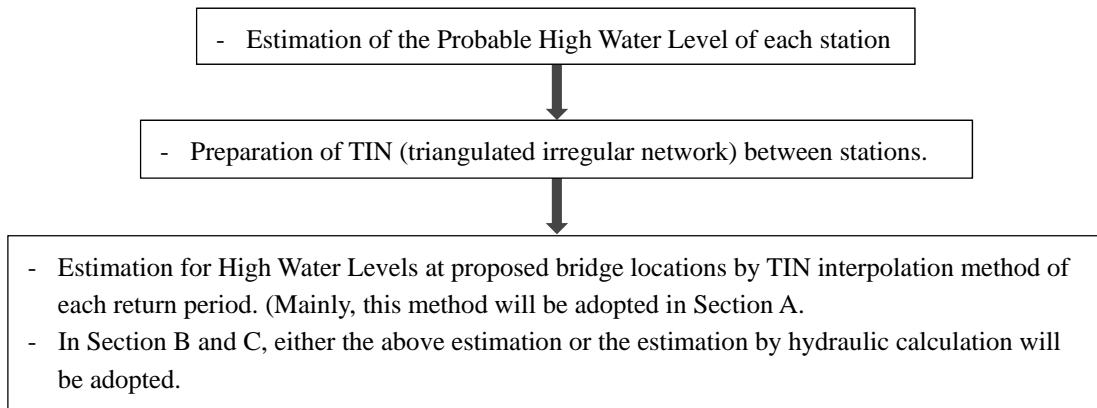 - Estimation of the Probable High Water Level of each station
- Preparation of TIN (triangulated irregular network) between stations.
- Estimation for High Water Levels at proposed bridge locations by TIN interpolation method of
each return period. (Mainly, this method will be adopted in Section A.
- In Section B and C, either the above estimation or the estimation by hydraulic calculation will
be adopted.